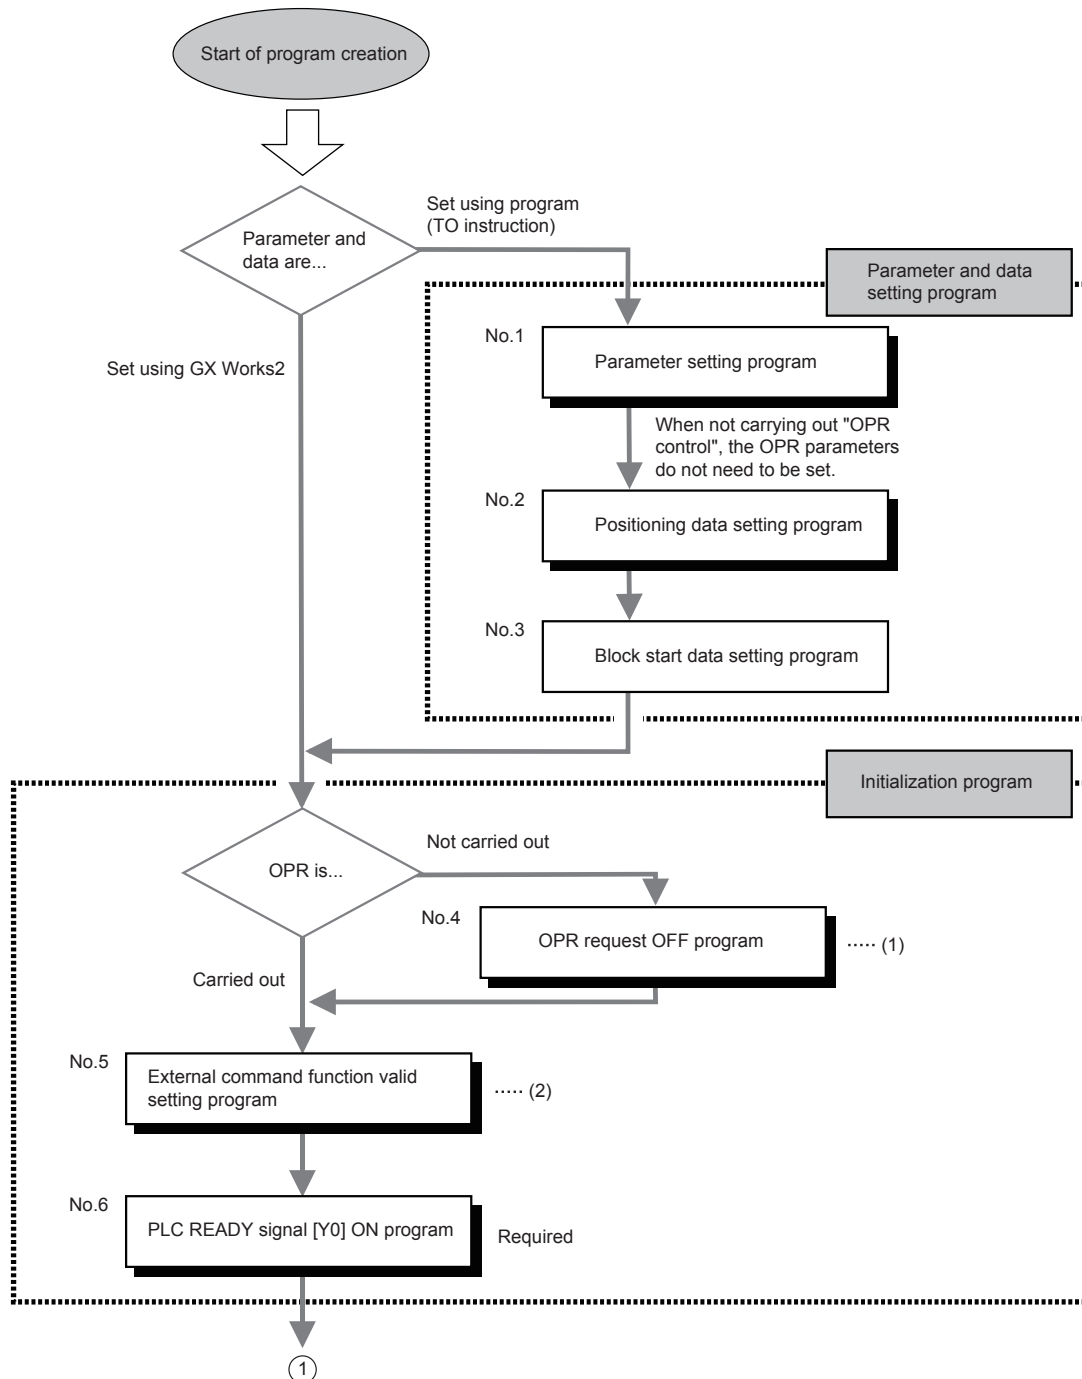 Start of program creation
Set using program
(TO instruction)
Parameter and
data are...
Parameter and data
setting program
No.1
Parameter setting program
Set using GX Works2
When not carrying out "OPR
control", the OPR parameters
do not need to be set.
No.2
Positioning data setting program
No.3
Block start data setting program
Initialization program
Not carried out
OPR is...
No.4
OPR request OFF program
····· (1)
Carried out
No.5
External command function valid
setting program
····· (2)
No.6
PLC READY signal [Y0] ON program
Required
1